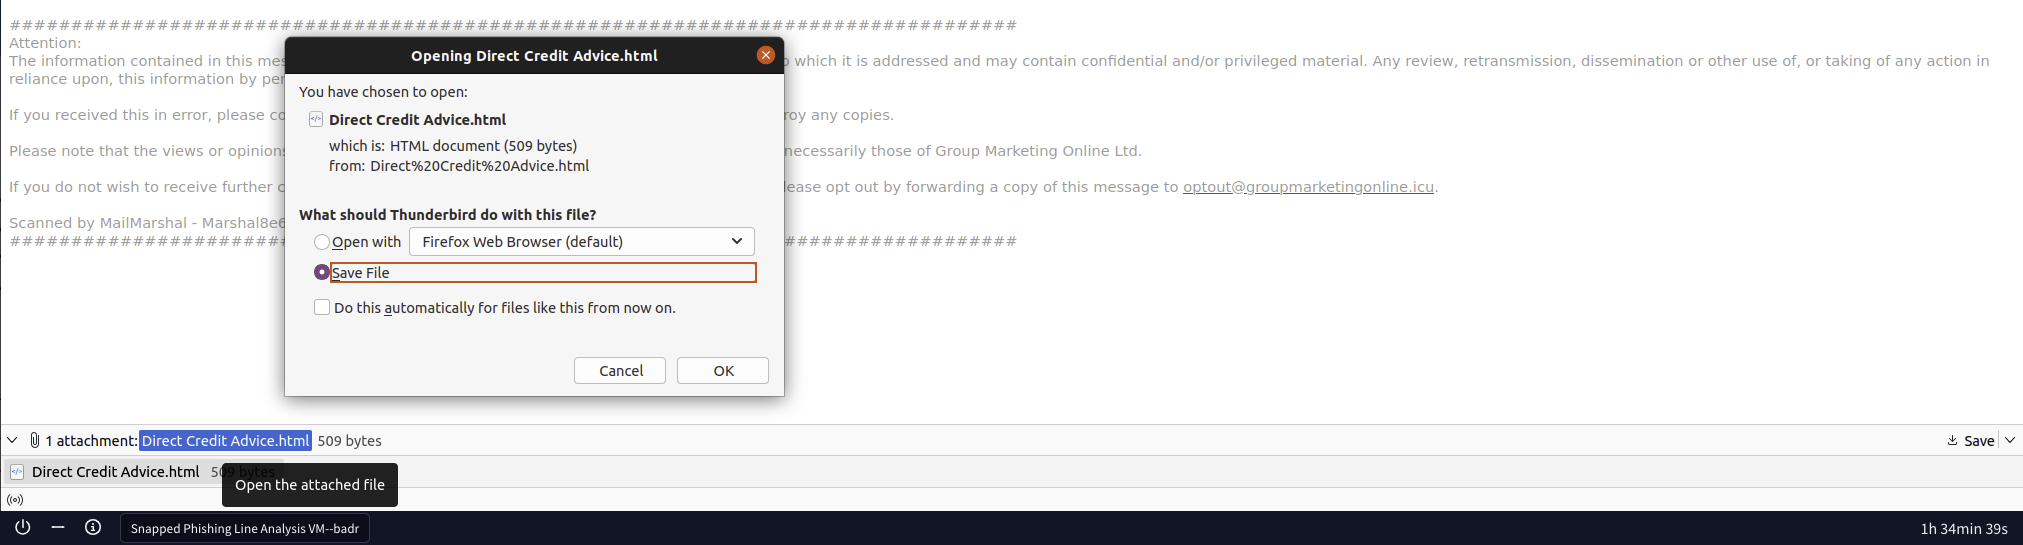 ##################################################################################
Attention:
The information contained in this mes
which it is addressed and may contain confidential and/or privileged material. Any review, retransmission, dissemination or other use of, or taking of any action in
reliance upon, this information by per
If you received this in error, please co
roy any copies.
Please note that the views or opinions
necessarily those of Group Marketing Online Ltd.
If you do not wish to receive further c
lease opt out by forwarding a copy of this message to optout@groupmarketingonline.icu.
Scanned by MailMarshal - Marshal8e6
##################################################################################
Opening Direct Credit Advice.html
You have chosen to open:
Direct Credit Advice.html
which is: HTML document (509 bytes)
from: Direct%20Credit%20Advice.html
What should Thunderbird do with this file?
Open with Firefox Web Browser (default)
Save File
Do this automatically for files like this from now on.
Cancel OK
1 attachment: Direct Credit Advice.html 509 bytes Save
Direct Credit Advice.html 509 bytes
Open the attached file
Snapped Phishing Line Analysis VM--badr 1h 34min 39s